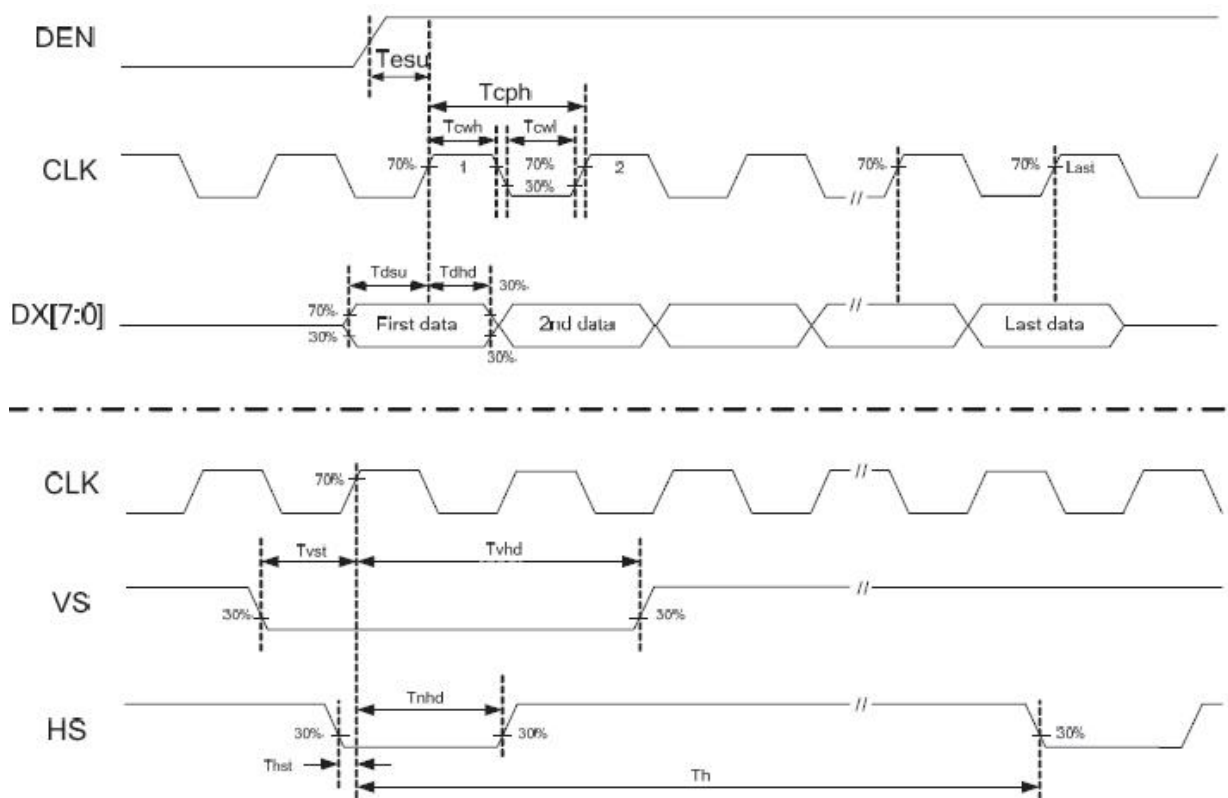 DEN
Tesu
Tcph
Tcwh Tcwl
CLK 70% 1 70% 2 70% 70% Last
30%
//
Tdsu Tdhd 30%
DX[7:0] 70% First data 2nd data // Last data
30%
30%
CLK 70% //
Tvst Tvhd
VS 30% 30% //
Tnhd
HS 30% 30% // 30%
Thst
Th